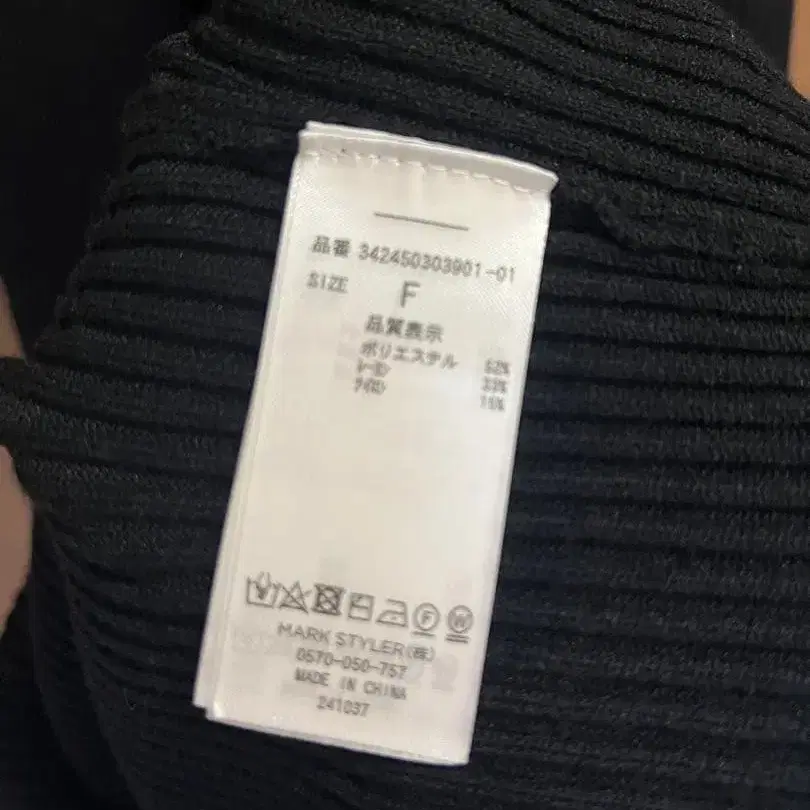 品番 342450303901-01
SIZE F
品質表示
ポリエステル 52%
ﾚｰﾖﾝ 33%
ﾅｲﾛﾝ 15%
MARK STYLER(株)
0570-050-757
MADE IN CHINA
241037